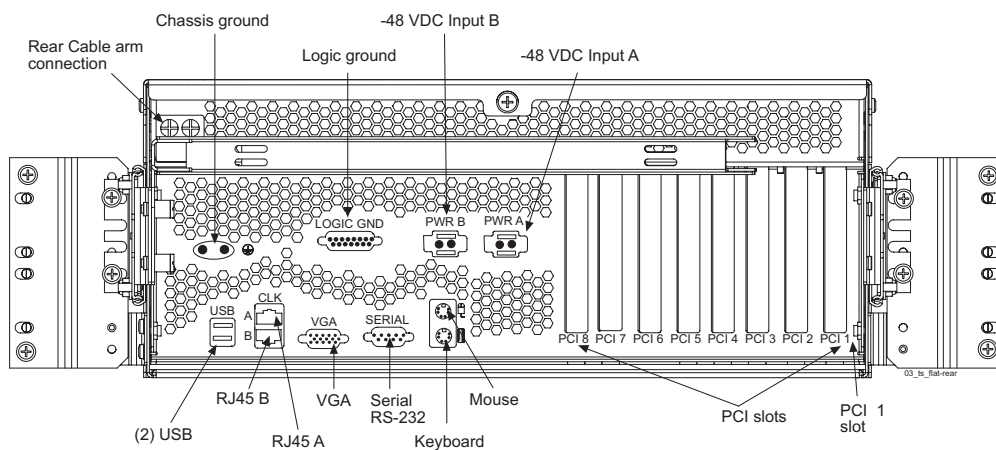 Chassis ground
-48 VDC Input B
Rear Cable arm
connection
Logic ground
-48 VDC Input A
LOGIC GND
PWR B
PWR A
USB
CLK
A
B
VGA
SERIAL
PCI 8
PCI 7
PCI 6
PCI 5
PCI 4
PCI 3
PCI 2
PCI 1
03_ts_flat-rear
RJ45 B
VGA
Serial
RS-232
Mouse
PCI slots
PCI 1
slot
(2) USB
RJ45 A
Keyboard